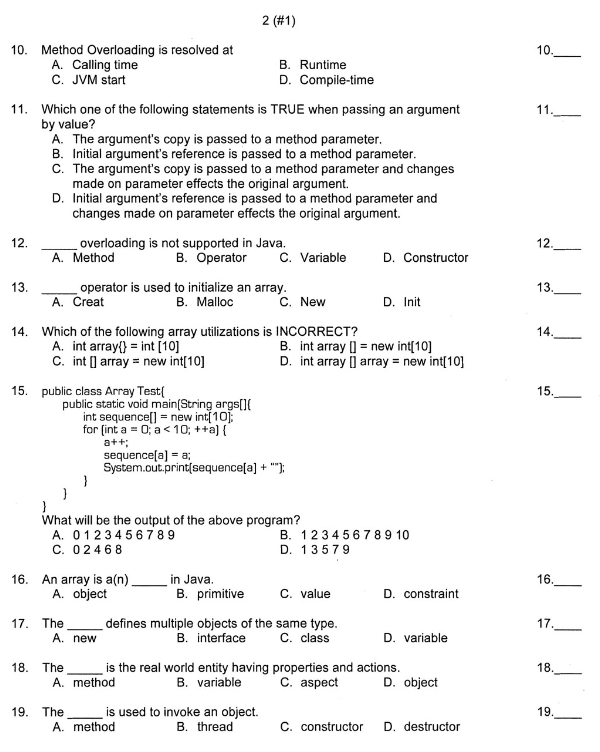 2 (#1)
10. Method Overloading is resolved at 10.____
A. Calling time B. Runtime
C. JVM start D. Compile-time
11. Which one of the following statements is TRUE when passing an argument 11.____
by value?
A. The argument's copy is passed to a method parameter.
B. Initial argument's reference is passed to a method parameter.
C. The argument's copy is passed to a method parameter and changes
made on parameter effects the original argument.
D. Initial argument's reference is passed to a method parameter and
changes made on parameter effects the original argument.
12. _____ overloading is not supported in Java. 12.____
A. Method B. Operator C. Variable D. Constructor
13. _____ operator is used to initialize an array. 13.____
A. Creat B. Malloc C. New D. Init
14. Which of the following array utilizations is INCORRECT? 14.____
A. int array{} = int [10] B. int array [] = new int[10]
C. int [] array = new int[10] D. int array [] array = new int[10]
15. public class Array Test{ 15.____
public static void main(String args[]{
int sequence[] = new int[10];
for (int a = 0; a < 10; ++a) {
a++;
sequence[a] = a;
System.out.print(sequence[a] + "");
}
}
}
What will be the output of the above program?
A. 0 1 2 3 4 5 6 7 8 9 B. 1 2 3 4 5 6 7 8 9 10
C. 0 2 4 6 8 D. 1 3 5 7 9
16. An array is a(n) _____ in Java. 16.____
A. object B. primitive C. value D. constraint
17. The _____ defines multiple objects of the same type. 17.____
A. new B. interface C. class D. variable
18. The _____ is the real world entity having properties and actions. 18.____
A. method B. variable C. aspect D. object
19. The _____ is used to invoke an object. 19.____
A. method B. thread C. constructor D. destructor